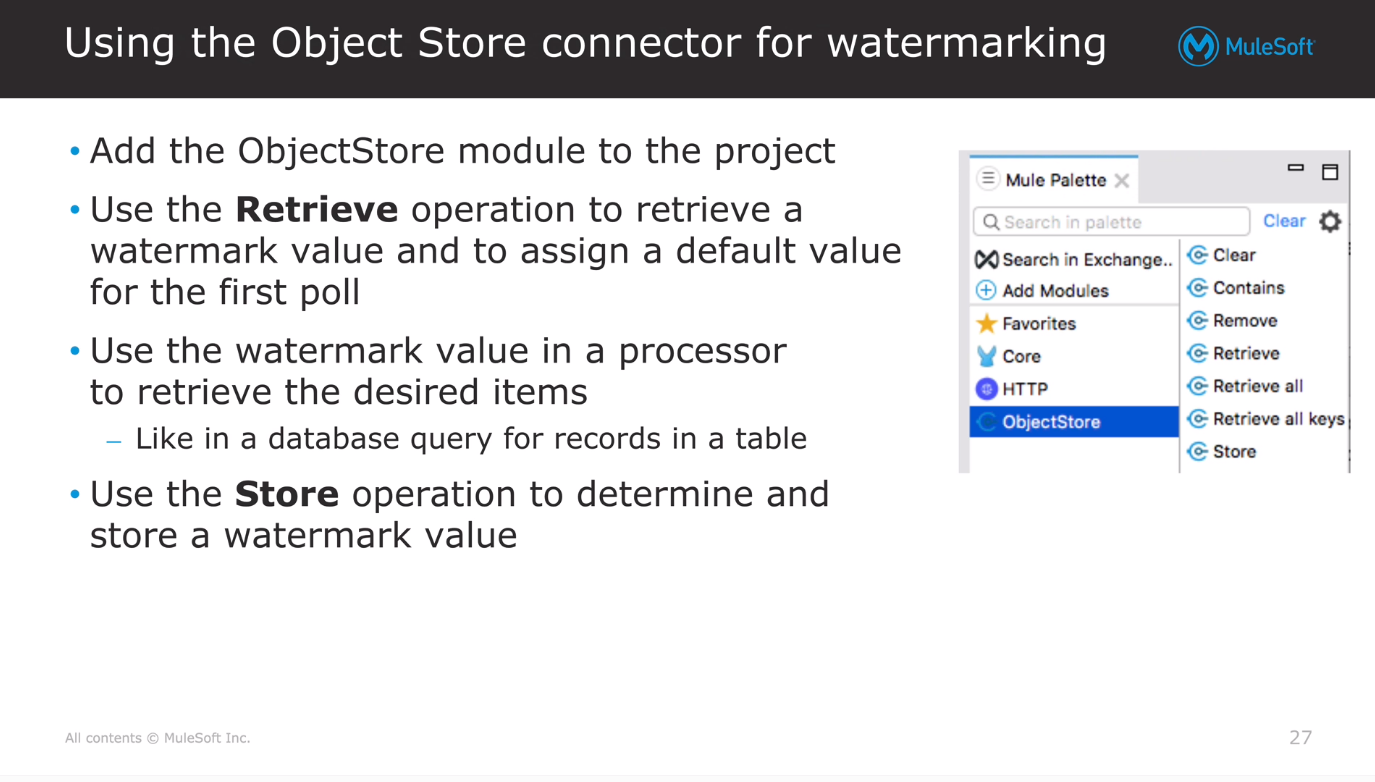 Using the Object Store connector for watermarking
MuleSoft
• Add the ObjectStore module to the project
• Use the Retrieve operation to retrieve a
watermark value and to assign a default value
for the first poll
• Use the watermark value in a processor
to retrieve the desired items
– Like in a database query for records in a table
• Use the Store operation to determine and
store a watermark value
Mule Palette
Search in palette
Clear
Search in Exchange..
Add Modules
Favorites
Core
HTTP
ObjectStore
Clear
Contains
Remove
Retrieve
Retrieve all
Retrieve all keys
Store
All contents © MuleSoft Inc.
27